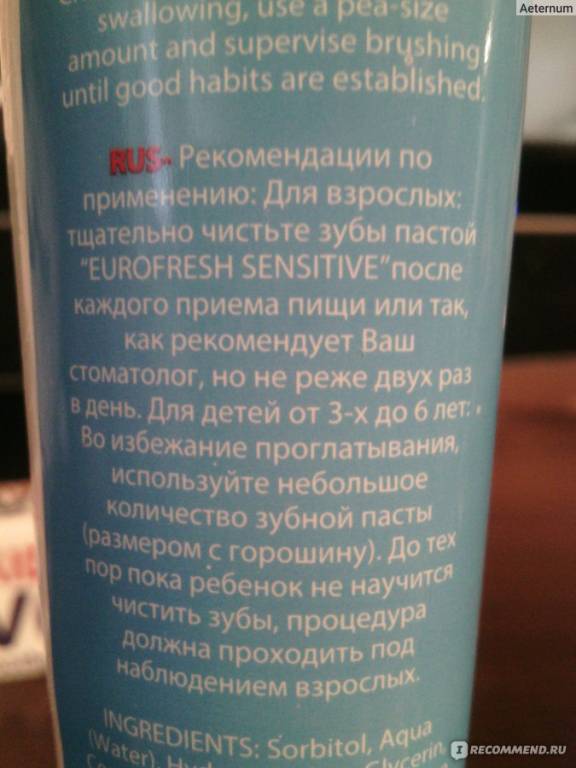 Aeternum
swallowing, use a pea-size
amount and supervise brushing
until good habits are established.
RUS- Рекомендации по
применению: Для взрослых:
тщательно чистьте зубы пастой
"EUROFRESH SENSITIVE" после
каждого приема пищи или так,
как рекомендует Ваш
стоматолог, но не реже двух раз
в день. Для детей от 3-х до 6 лет:
Во избежание проглатывания,
используйте небольшое
количество зубной пасты
(размером с горошину). До тех
пор пока ребенок не научится
чистить зубы, процедура
должна проходить под
наблюдением взрослых.
INGREDIENTS: Sorbitol, Aqua
(Water), Glycerin,
I RECOMMEND.RU